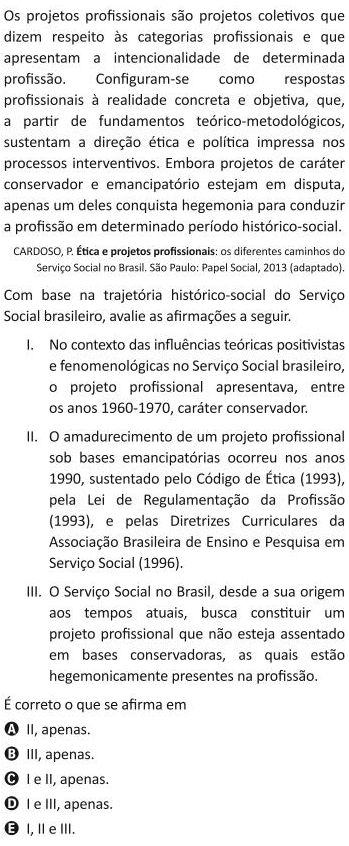 Os projetos profissionais são projetos coletivos que
dizem respeito às categorias profissionais e que
apresentam a intencionalidade de determinada
profissão. Configuram-se como respostas
profissionais à realidade concreta e objetiva, que,
a partir de fundamentos teórico-metodológicos,
sustentam a direção ética e política impressa nos
processos interventivos. Embora projetos de caráter
conservador e emancipatório estejam em disputa,
apenas um deles conquista hegemonia para conduzir
a profissão em determinado período histórico-social.
CARDOSO, P. Ética e projetos profissionais: os diferentes caminhos do
Serviço Social no Brasil. São Paulo: Papel Social, 2013 (adaptado).
Com base na trajetória histórico-social do Serviço
Social brasileiro, avalie as afirmações a seguir.
I. No contexto das influências teóricas positivistas
e fenomenológicas no Serviço Social brasileiro,
o projeto profissional apresentava, entre
os anos 1960-1970, caráter conservador.
II. O amadurecimento de um projeto profissional
sob bases emancipatórias ocorreu nos anos
1990, sustentado pelo Código de Ética (1993),
pela Lei de Regulamentação da Profissão
(1993), e pelas Diretrizes Curriculares da
Associação Brasileira de Ensino e Pesquisa em
Serviço Social (1996).
III. O Serviço Social no Brasil, desde a sua origem
aos tempos atuais, busca constituir um
projeto profissional que não esteja assentado
em bases conservadoras, as quais estão
hegemonicamente presentes na profissão.
É correto o que se afirma em
A II, apenas.
B III, apenas.
C I e II, apenas.
D I e III, apenas.
E I, II e III.